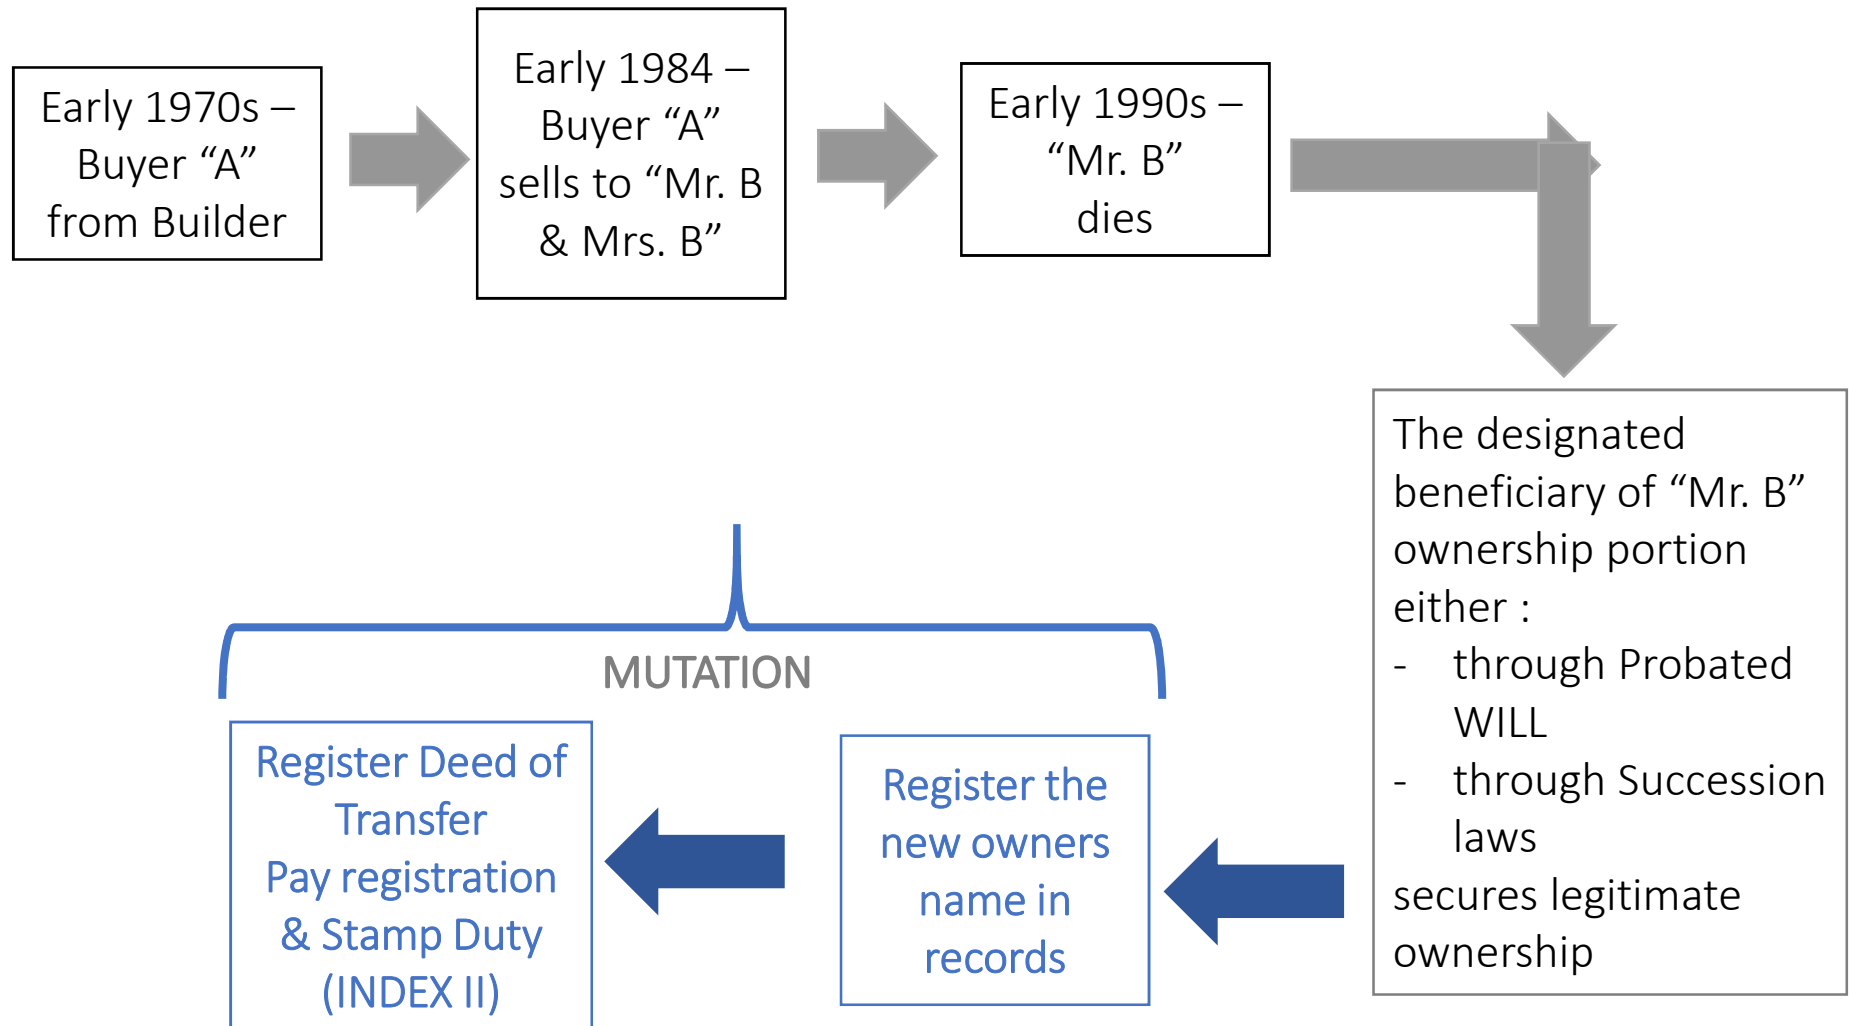 Early 1970s –
Buyer “A”
from Builder
Early 1984 –
Buyer “A”
sells to “Mr. B
& Mrs. B”
Early 1990s –
“Mr. B”
dies
The designated
beneficiary of “Mr. B”
ownership portion
either :
- through Probated
WILL
- through Succession
laws
secures legitimate
ownership
MUTATION
Register the
new owners
name in
records
Register Deed of
Transfer
Pay registration
& Stamp Duty
(INDEX II)